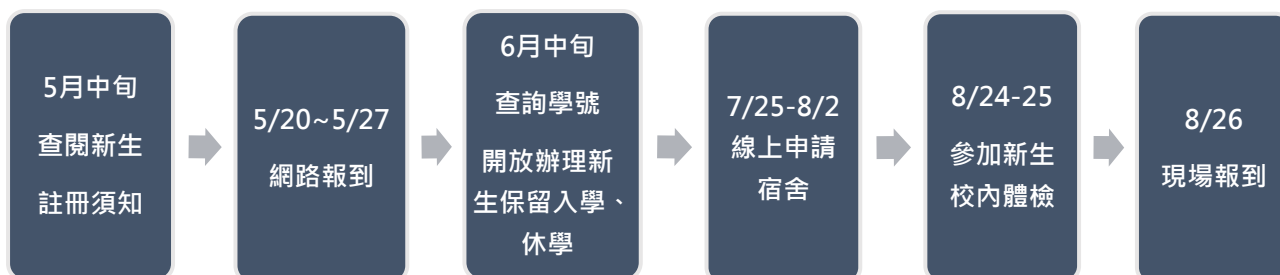 5月中旬
查閱新生
註冊須知
5/20~5/27
網路報到
6月中旬
查詢學號
開放辦理新
生保留入學、
休學
7/25-8/2
線上申請
宿舍
8/24-25
參加新生
校內體檢
8/26
現場報到